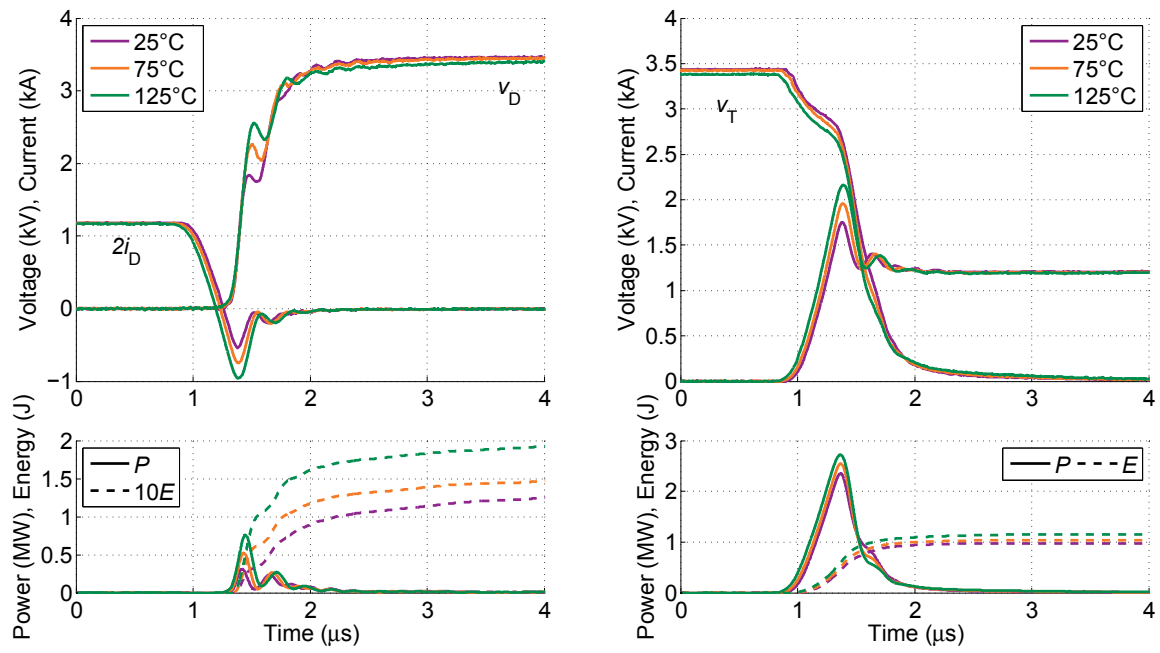 Voltage (kV), Current (kA)
4
3
2
1
0
−1
25°C
75°C
125°C
v_D
2i_D
0 1 2 3 4
Power (MW), Energy (J)
2
1.5
1
0.5
0
P
10E
0 1 2 3 4
Time (μs)
Voltage (kV), Current (kA)
4
3.5
3
2.5
2
1.5
1
0.5
0
25°C
75°C
125°C
v_T
0 1 2 3 4
Power (MW), Energy (J)
3
2
1
0
P E
0 1 2 3 4
Time (μs)